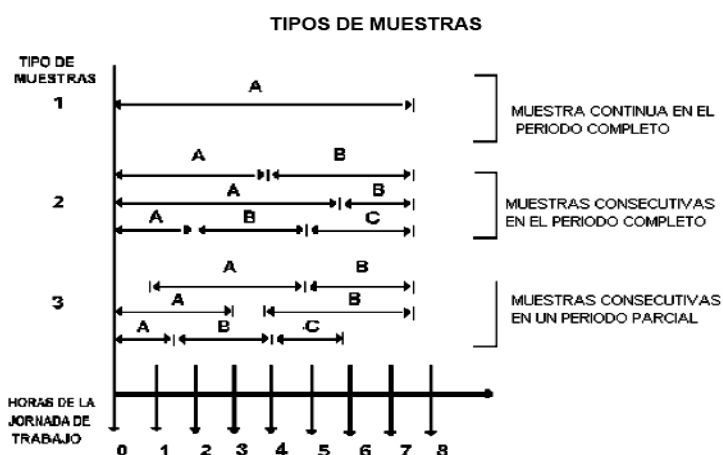 TIPOS DE MUESTRAS
TIPO DE
MUESTRAS
1
A
MUESTRA CONTINUA EN EL
PERIODO COMPLETO
A B
2
A B
A B C
MUESTRAS CONSECUTIVAS
EN EL PERIODO COMPLETO
A B
3
A B
A B C
MUESTRAS CONSECUTIVAS
EN UN PERIODO PARCIAL
HORAS DE LA
JORNADA DE
TRABAJO
0 1 2 3 4 5 6 7 8